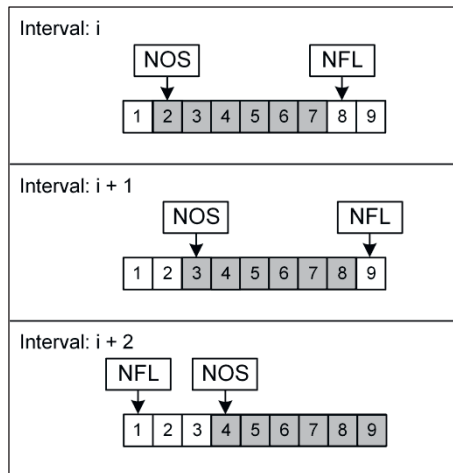 Interval: i
NOS NFL
1 2 3 4 5 6 7 8 9
Interval: i + 1
NOS NFL
1 2 3 4 5 6 7 8 9
Interval: i + 2
NFL NOS
1 2 3 4 5 6 7 8 9